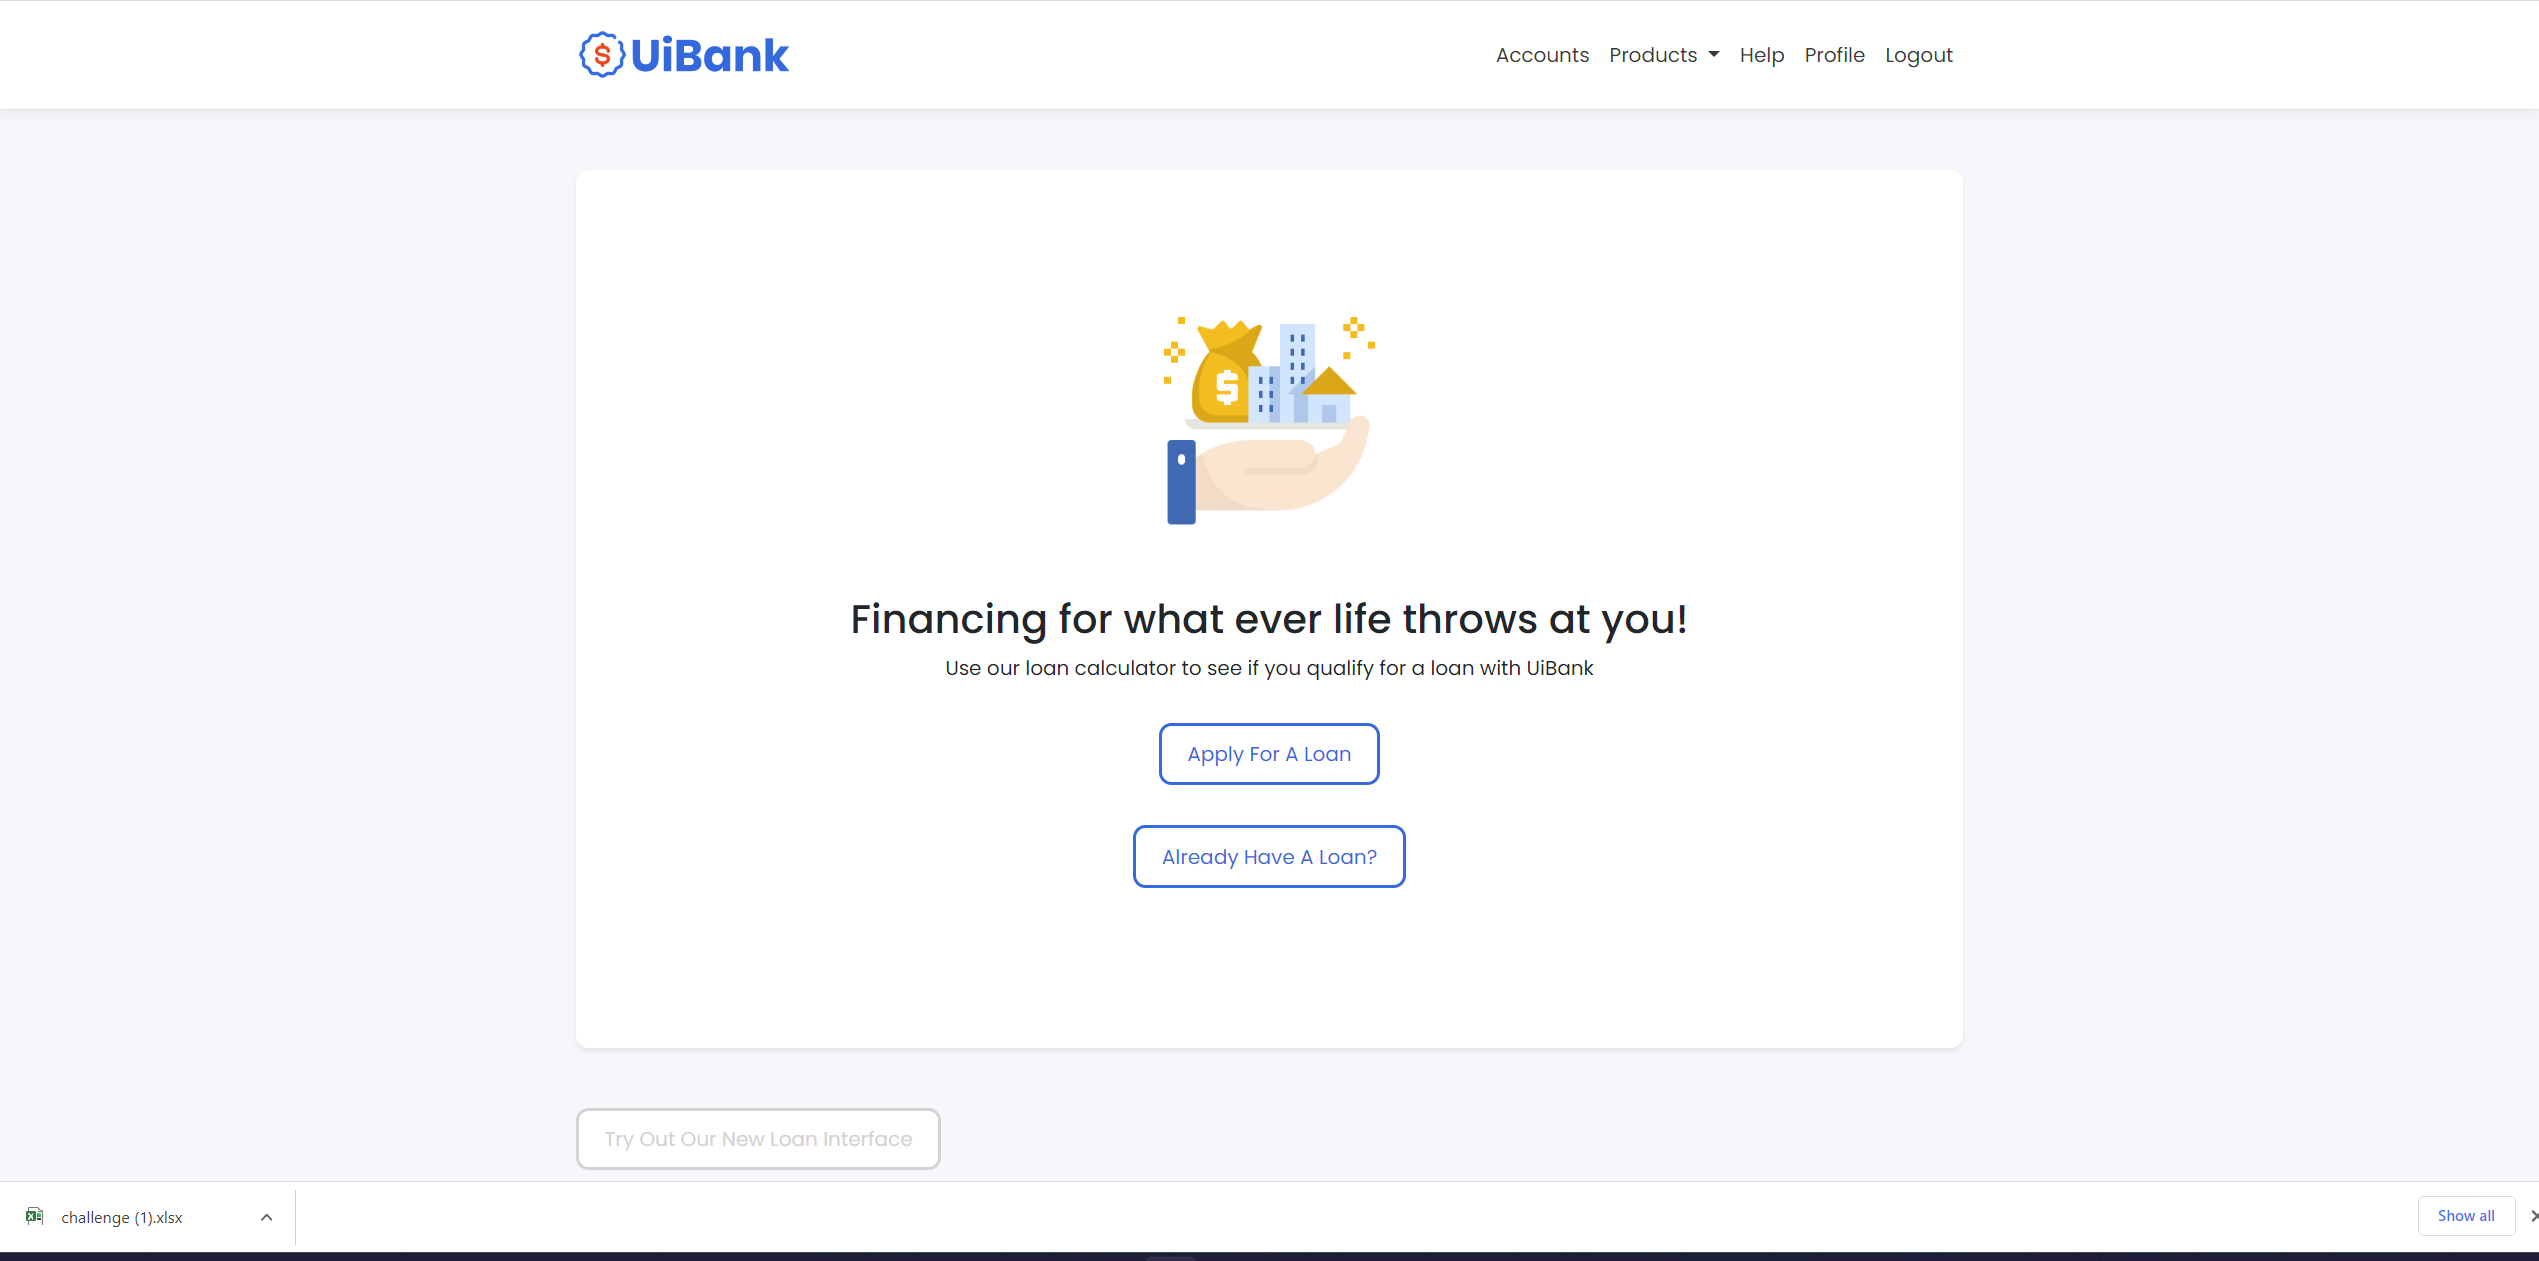 $ UiBank
Accounts Products Help Profile Logout
$
Financing for what ever life throws at you!
Use our loan calculator to see if you qualify for a loan with UiBank
Apply For A Loan
Already Have A Loan?
Try Out Our New Loan Interface
challenge (1).xlsx
Show all